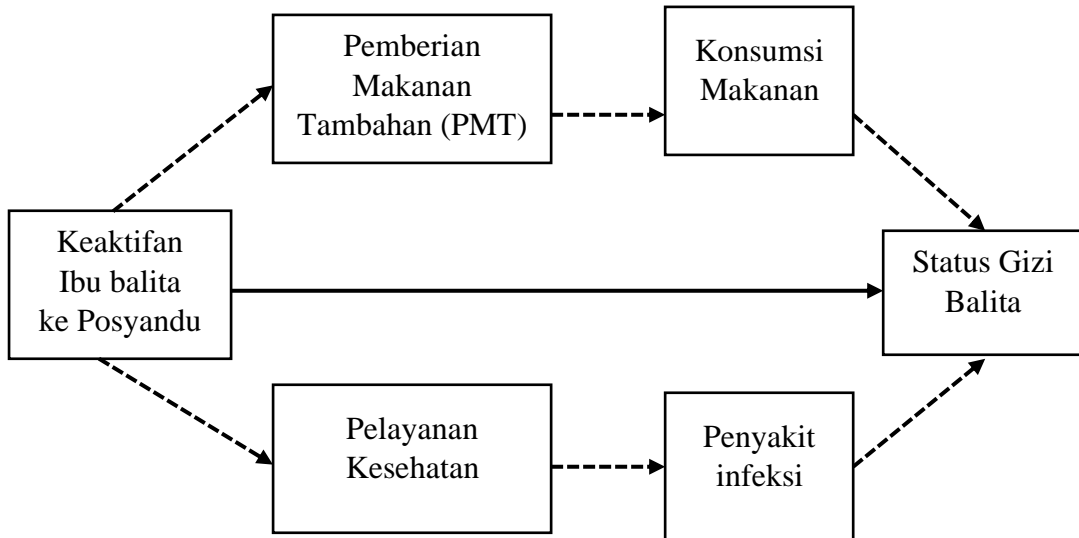 Pemberian
Makanan
Tambahan (PMT)
Konsumsi
Makanan
Keaktifan
Ibu balita
ke Posyandu
Status Gizi
Balita
Pelayanan
Kesehatan
Penyakit
infeksi